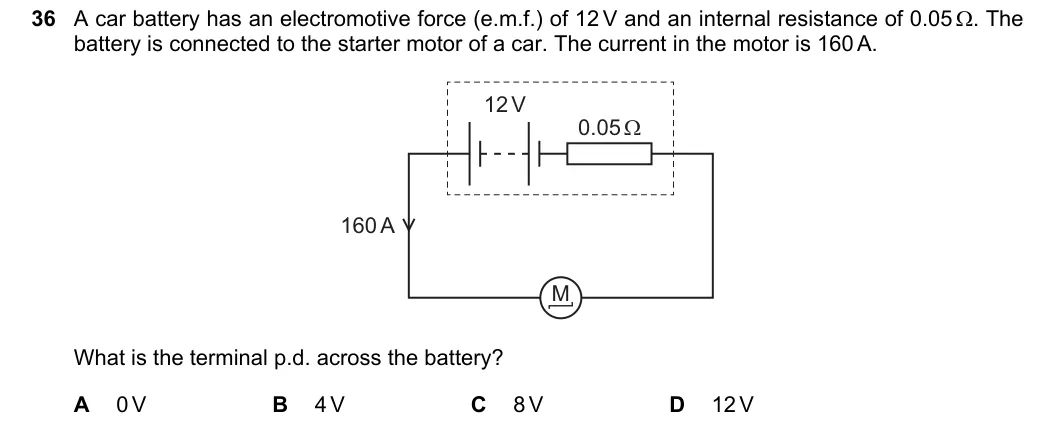 36 A car battery has an electromotive force (e.m.f.) of 12 V and an internal resistance of 0.05 Ω. The
battery is connected to the starter motor of a car. The current in the motor is 160 A.
12 V
0.05 Ω
160 A
M
What is the terminal p.d. across the battery?
A 0 V B 4 V C 8 V D 12 V